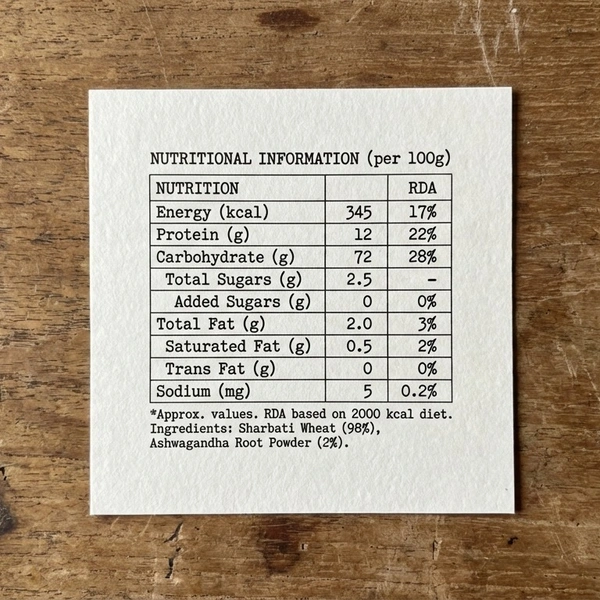 NUTRITIONAL INFORMATION (per 100g)
NUTRITION RDA
Energy (kcal) 345 17%
Protein (g) 12 22%
Carbohydrate (g) 72 28%
Total Sugars (g) 2.5 –
Added Sugars (g) 0 0%
Total Fat (g) 2.0 3%
Saturated Fat (g) 0.5 2%
Trans Fat (g) 0 0%
Sodium (mg) 5 0.2%
*Approx. values. RDA based on 2000 kcal diet.
Ingredients: Sharbati Wheat (98%),
Ashwagandha Root Powder (2%).